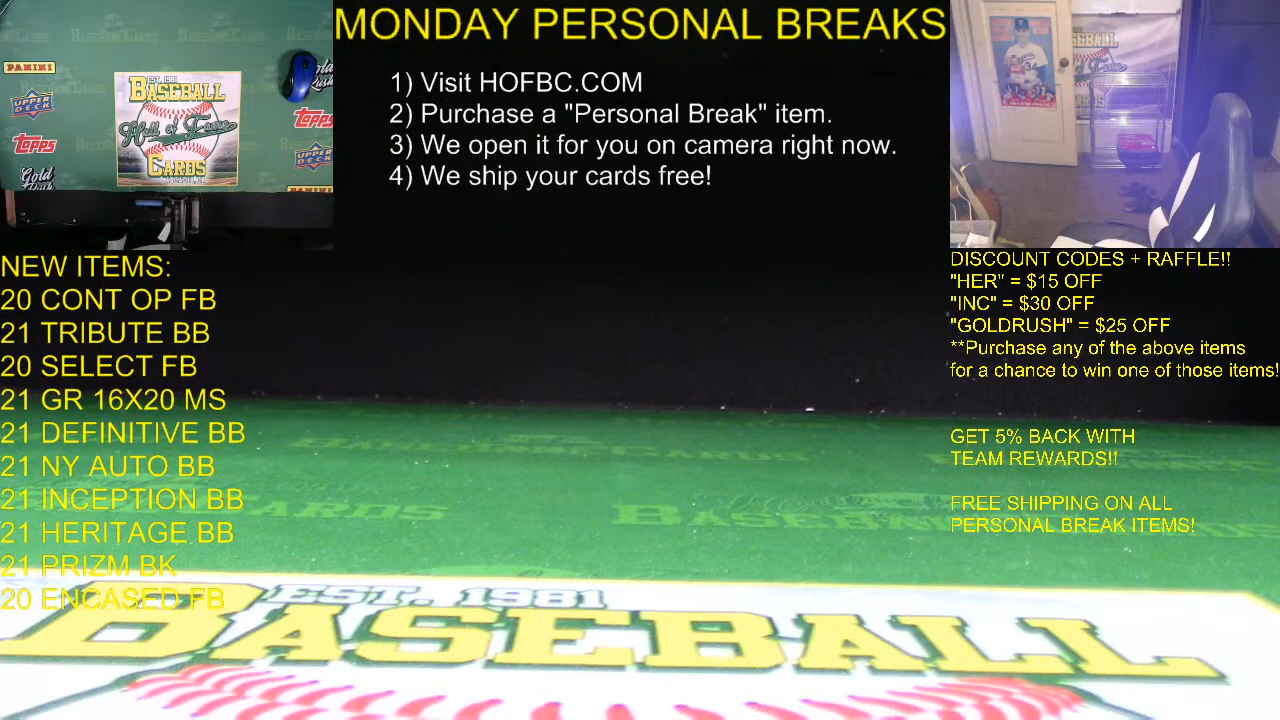 MONDAY PERSONAL BREAKS
1) Visit HOFBC.COM
2) Purchase a "Personal Break" item.
3) We open it for you on camera right now.
4) We ship your cards free!
PANINI
UPPER DECK
TOPPS
Gold
EST. 1981
BASEBALL
Hall of Fame
CARDS
TOPPS
UPPER DECK
PANINI
NEW ITEMS:
20 CONT OP FB
21 TRIBUTE BB
20 SELECT FB
21 GR 16X20 MS
21 DEFINITIVE BB
21 NY AUTO BB
21 INCEPTION BB
21 HERITAGE BB
21 PRIZM BK
20 ENCASED FB
DISCOUNT CODES + RAFFLE!!
"HER" = $15 OFF
"INC" = $30 OFF
"GOLDRUSH" = $25 OFF
**Purchase any of the above items
for a chance to win one of those items!
GET 5% BACK WITH
TEAM REWARDS!!
FREE SHIPPING ON ALL
PERSONAL BREAK ITEMS!
EST. 1981
BASEBALL